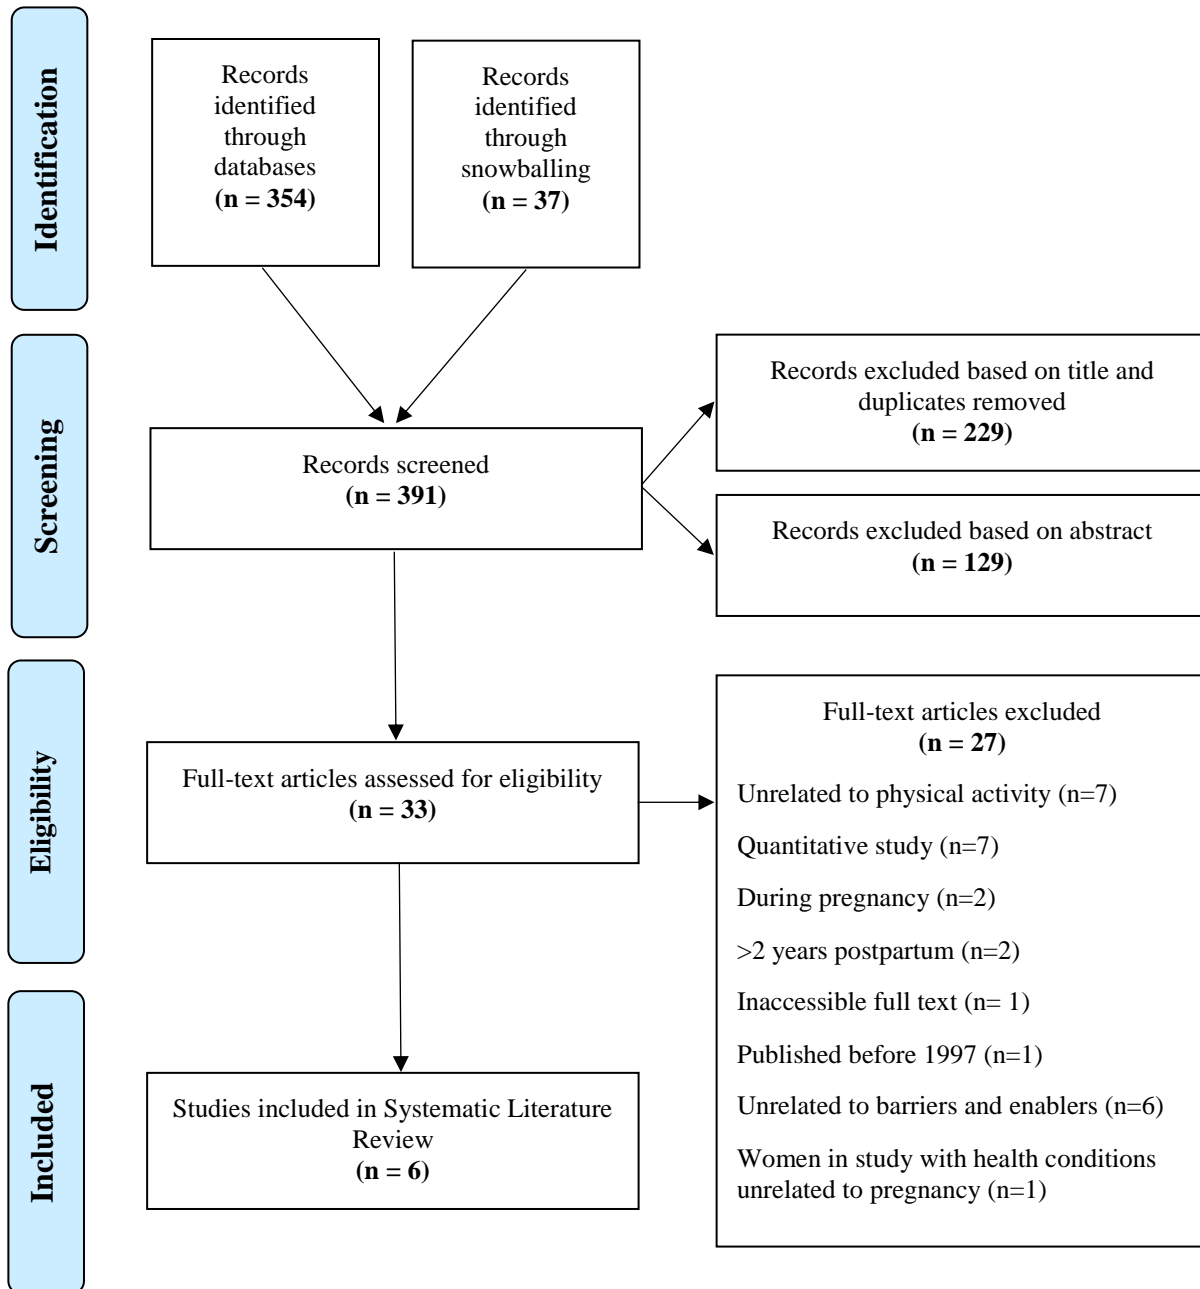 Identification
Records
identified
through
databases
(n = 354)
Records
identified
through
snowballing
(n = 37)
Screening
Records screened
(n = 391)
Records excluded based on title and
duplicates removed
(n = 229)
Records excluded based on abstract
(n = 129)
Eligibility
Full-text articles assessed for eligibility
(n = 33)
Full-text articles excluded
(n = 27)
Unrelated to physical activity (n=7)
Quantitative study (n=7)
During pregnancy (n=2)
>2 years postpartum (n=2)
Inaccessible full text (n= 1)
Published before 1997 (n=1)
Unrelated to barriers and enablers (n=6)
Women in study with health conditions
unrelated to pregnancy (n=1)
Included
Studies included in Systematic Literature
Review
(n = 6)